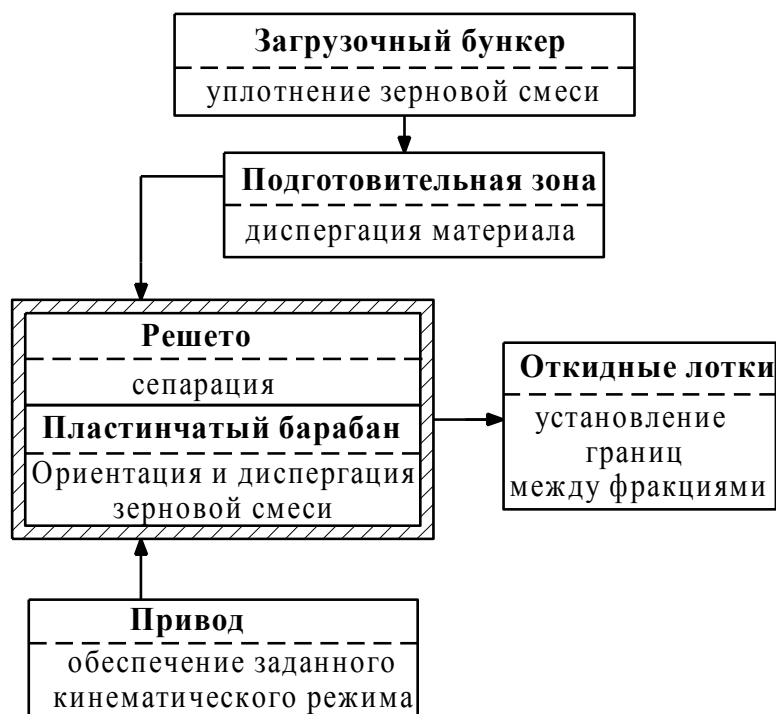 Загрузочный бункер
уплотнение зерновой смеси
Подготовительная зона
диспергация материала
Решето
сепарация
Пластинчатый барабан
Ориентация и диспергация
зерновой смеси
Откидные лотки
установление
границ
между фракциями
Привод
обеспечение заданного
кинематического режима